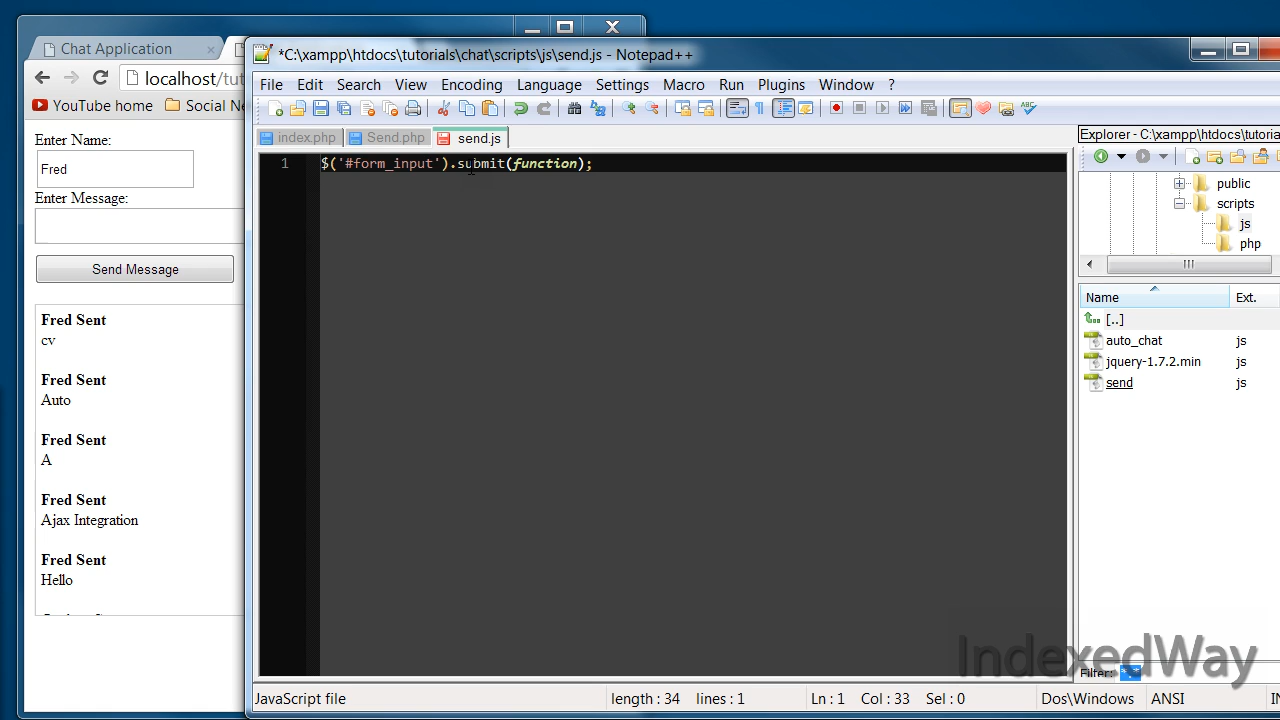 Chat Application
localhost/tut
YouTube home
Social Ne
Enter Name:
Fred
Enter Message:
Send Message
Fred Sent
cv
Fred Sent
Auto
Fred Sent
A
Fred Sent
Ajax Integration
Fred Sent
Hello
*C:\xampp\htdocs\tutorials\chat\scripts\js\send.js - Notepad++
File Edit Search View Encoding Language Settings Macro Run Plugins Window ?
index.php Send.php send.js
1 $('#form_input').submit(function);
Explorer - C:\xampp\htdocs\tutoria
public
scripts
js
php
Name Ext.
[..]
auto_chat js
jquery-1.7.2.min js
send js
Filter: *.*
IndexedWay
JavaScript file length : 34 lines : 1 Ln : 1 Col : 33 Sel : 0 Dos\Windows ANSI